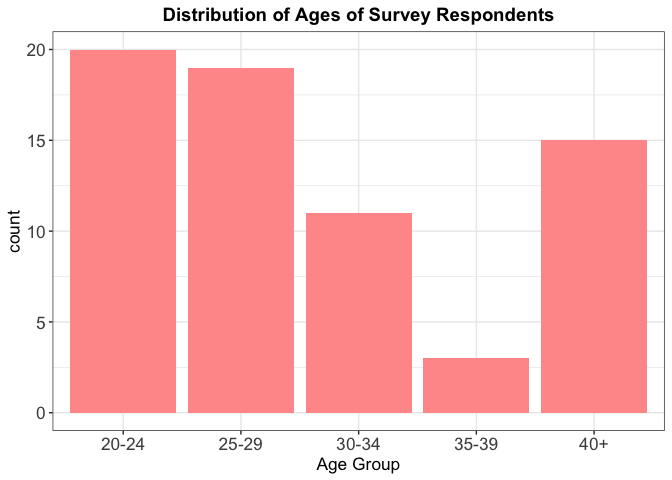 Distribution of Ages of Survey Respondents
20
15
10
5
0
count
20-24 25-29 30-34 35-39 40+
Age Group